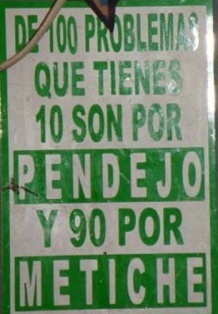 DE 100 PROBLEMAS
QUE TIENES
10 SON POR
PENDEJO
Y 90 POR
METICHE